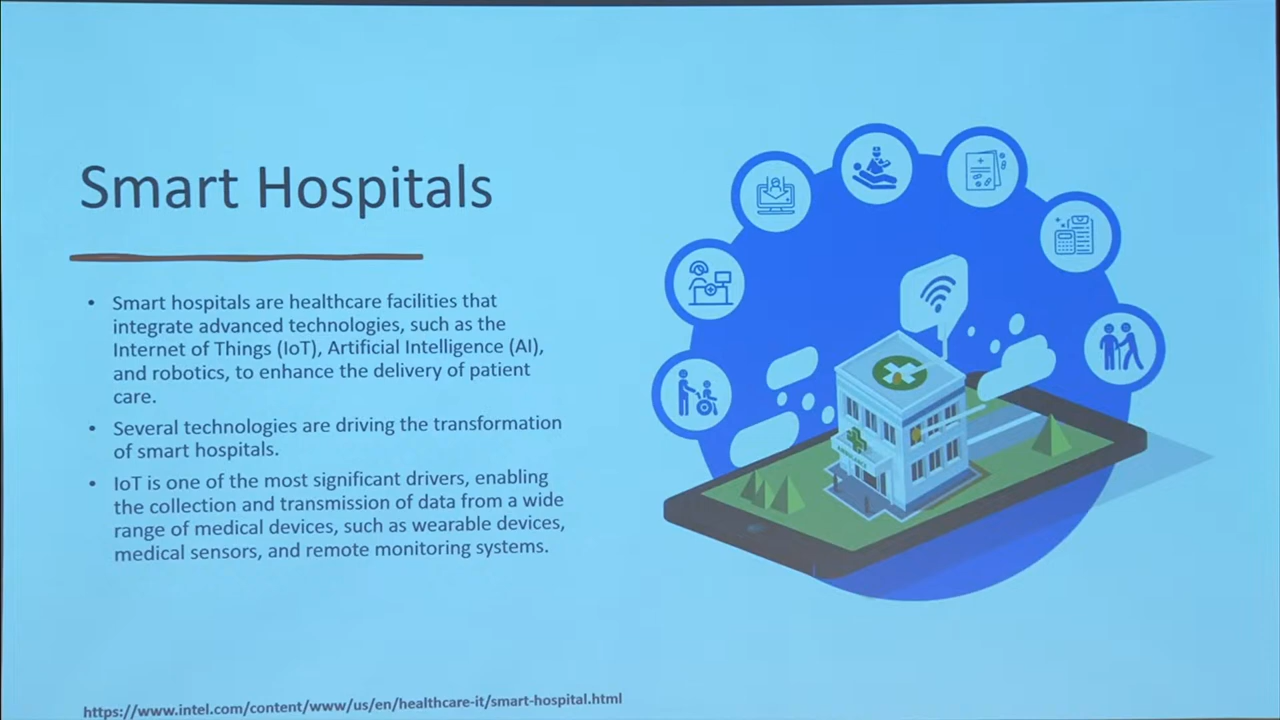 Smart Hospitals
• Smart hospitals are healthcare facilities that
integrate advanced technologies, such as the
Internet of Things (IoT), Artificial Intelligence (AI),
and robotics, to enhance the delivery of patient
care.
• Several technologies are driving the transformation
of smart hospitals.
• IoT is one of the most significant drivers, enabling
the collection and transmission of data from a wide
range of medical devices, such as wearable devices,
medical sensors, and remote monitoring systems.
https://www.intel.com/content/www/us/en/healthcare-it/smart-hospital.html